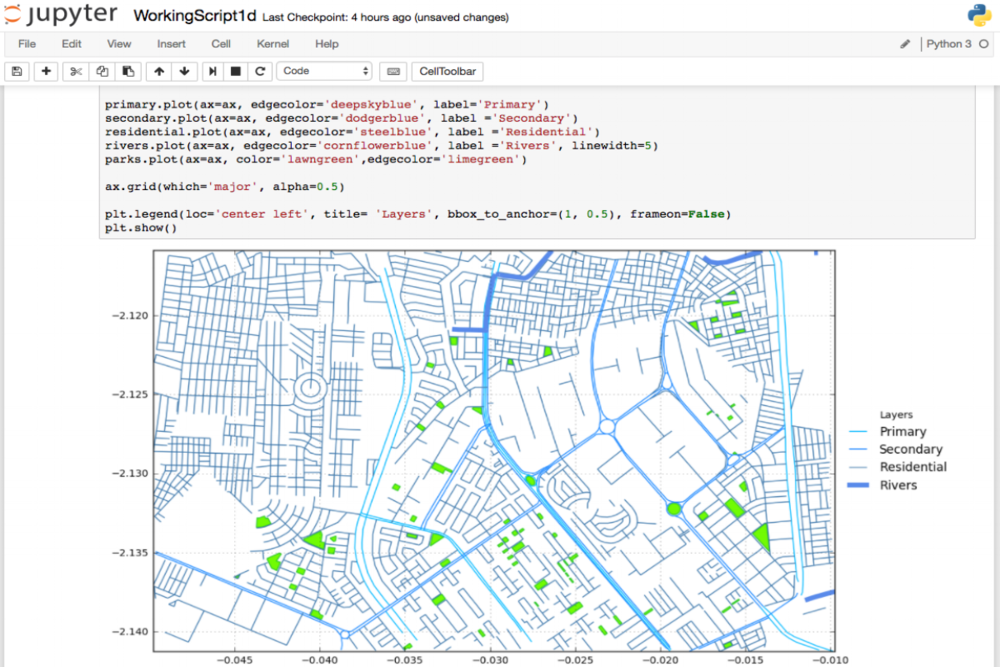 jupyter WorkingScript1d Last Checkpoint: 4 hours ago (unsaved changes)
File Edit View Insert Cell Kernel Help Python 3
Code CellToolbar
primary.plot(ax=ax, edgecolor='deepskyblue', label='Primary')
secondary.plot(ax=ax, edgecolor='dodgerblue', label ='Secondary')
residential.plot(ax=ax, edgecolor='steelblue', label ='Residential')
rivers.plot(ax=ax, edgecolor='cornflowerblue', label ='Rivers', linewidth=5)
parks.plot(ax=ax, color='lawngreen',edgecolor='limegreen')
ax.grid(which='major', alpha=0.5)
plt.legend(loc='center left', title= 'Layers', bbox_to_anchor=(1, 0.5), frameon=False)
plt.show()
−2.120
−2.125
−2.130
−2.135
−2.140
−0.045 −0.040 −0.035 −0.030 −0.025 −0.020 −0.015 −0.010
Layers
Primary
Secondary
Residential
Rivers